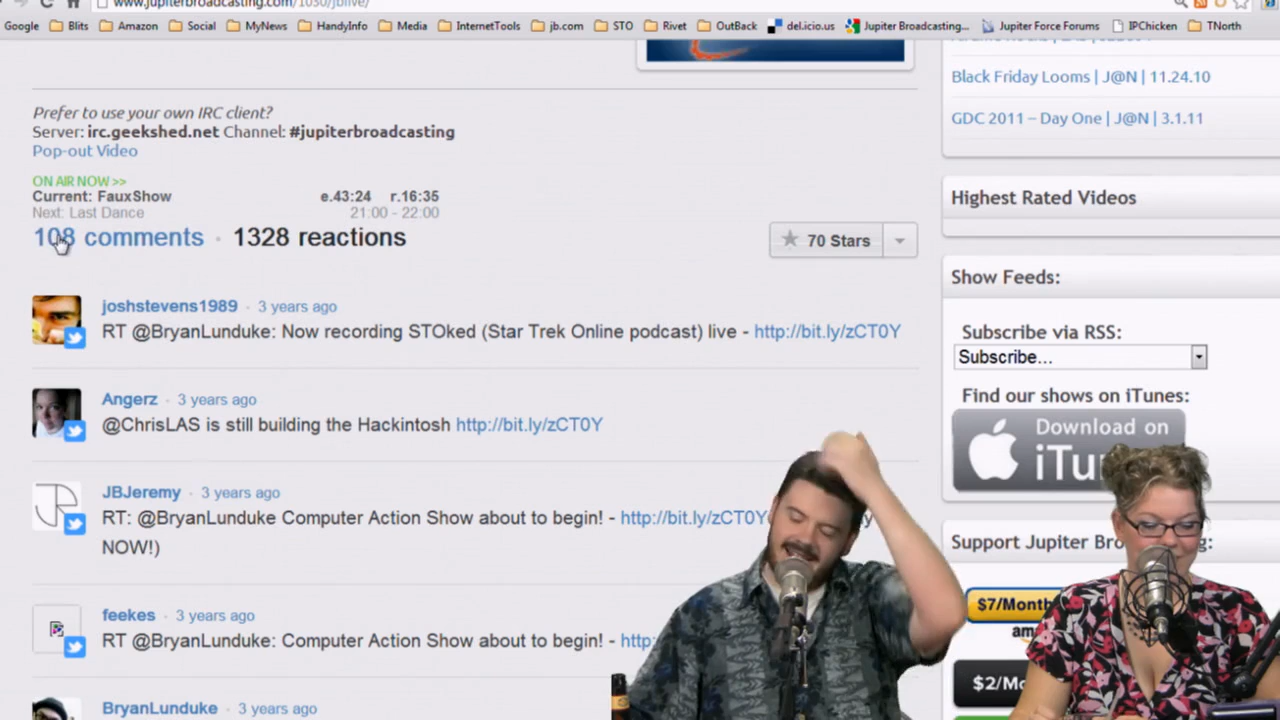 www.jupiterbroadcasting.com/1030/jblive/
Google Blits Amazon Social MyNews HandyInfo Media InternetTools jb.com STO Rivet OutBack del.icio.us Jupiter Broadcasting... Jupiter Force Forums IPChicken TNorth
Black Friday Looms | J@N | 11.24.10
GDC 2011 – Day One | J@N | 3.1.11
Prefer to use your own IRC client?
Server: irc.geekshed.net Channel: #jupiterbroadcasting
Pop-out Video
ON AIR NOW >>
Current: FauxShow e.43:24 r.16:35
Next: Last Dance 21:00 - 22:00
108 comments · 1328 reactions
70 Stars
joshstevens1989 · 3 years ago
RT @BryanLunduke: Now recording STOked (Star Trek Online podcast) live - http://bit.ly/zCT0Y
Angerz · 3 years ago
@ChrisLAS is still building the Hackintosh http://bit.ly/zCT0Y
JBJeremy · 3 years ago
RT: @BryanLunduke Computer Action Show about to begin! - http://bit.ly/zCT0Y
NOW!)
feekes · 3 years ago
RT @BryanLunduke: Computer Action Show about to begin! - http:
BryanLunduke · 3 years ago
Highest Rated Videos
Show Feeds:
Subscribe via RSS:
Subscribe...
Find our shows on iTunes:
Download on
iTu
Support Jupiter Bro g:
$7/Month
am
$2/Mo